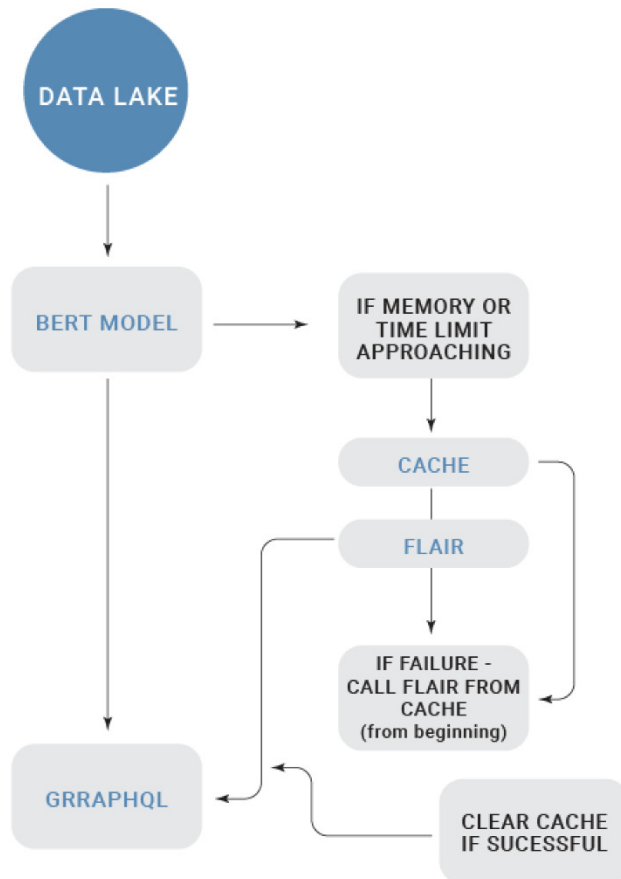 DATA LAKE
BERT MODEL
IF MEMORY OR
TIME LIMIT
APPROACHING
CACHE
FLAIR
IF FAILURE -
CALL FLAIR FROM
CACHE
(from beginning)
GRRAPHQL
CLEAR CACHE
IF SUCESSFUL